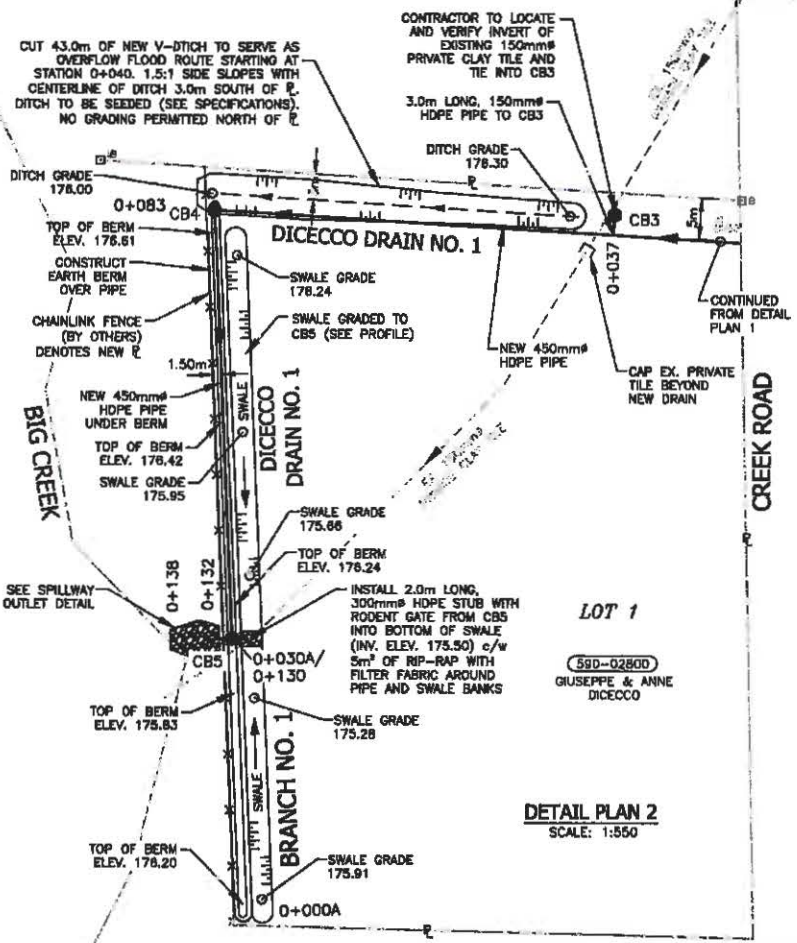 CONTRACTOR TO LOCATE
AND VERIFY INVERT OF
EXISTING 150mmø
PRIVATE CLAY TILE AND
TIE INTO CB3
CUT 43.0m OF NEW V-DTICH TO SERVE AS
OVERFLOW FLOOD ROUTE STARTING AT
STATION 0+040. 1.5:1 SIDE SLOPES WITH
CENTERLINE OF DITCH 3.0m SOUTH OF ⅊.
DITCH TO BE SEEDED (SEE SPECIFICATIONS).
NO GRADING PERMITTED NORTH OF ⅊
3.0m LONG, 150mmø
HDPE PIPE TO CB3
DITCH GRADE
176.30
DITCH GRADE
176.00
0+083
CB4
CB3
5m
0+037
DICECCO DRAIN NO. 1
TOP OF BERM
ELEV. 176.61
CONSTRUCT
EARTH BERM
OVER PIPE
CHAINLINK FENCE
(BY OTHERS)
DENOTES NEW ⅊
SWALE GRADE
176.24
SWALE GRADED TO
CB5 (SEE PROFILE)
NEW 450mmø
HDPE PIPE
CONTINUED
FROM DETAIL
PLAN 1
CAP EX. PRIVATE
TILE BEYOND
NEW DRAIN
1.50m
NEW 450mmø
HDPE PIPE
UNDER BERM
TOP OF BERM
ELEV. 176.42
SWALE GRADE
175.95
SWALE
DICECCO
DRAIN NO. 1
BIG CREEK
CREEK ROAD
⅊
SWALE GRADE
175.66
TOP OF BERM
ELEV. 176.24
SEE SPILLWAY
OUTLET DETAIL
0+138
0+132
CB5
0+030A/
0+130
INSTALL 2.0m LONG,
300mmø HDPE STUB WITH
RODENT GATE FROM CB5
INTO BOTTOM OF SWALE
(INV. ELEV. 175.50) c/w
5m² OF RIP-RAP WITH
FILTER FABRIC AROUND
PIPE AND SWALE BANKS
LOT 1
590-02800
GIUSEPPE & ANNE
DICECCO
TOP OF BERM
ELEV. 175.83
SWALE GRADE
175.28
SWALE
BRANCH NO. 1
DETAIL PLAN 2
SCALE: 1:550
TOP OF BERM
ELEV. 176.20
SWALE GRADE
175.91
0+000A
⅊